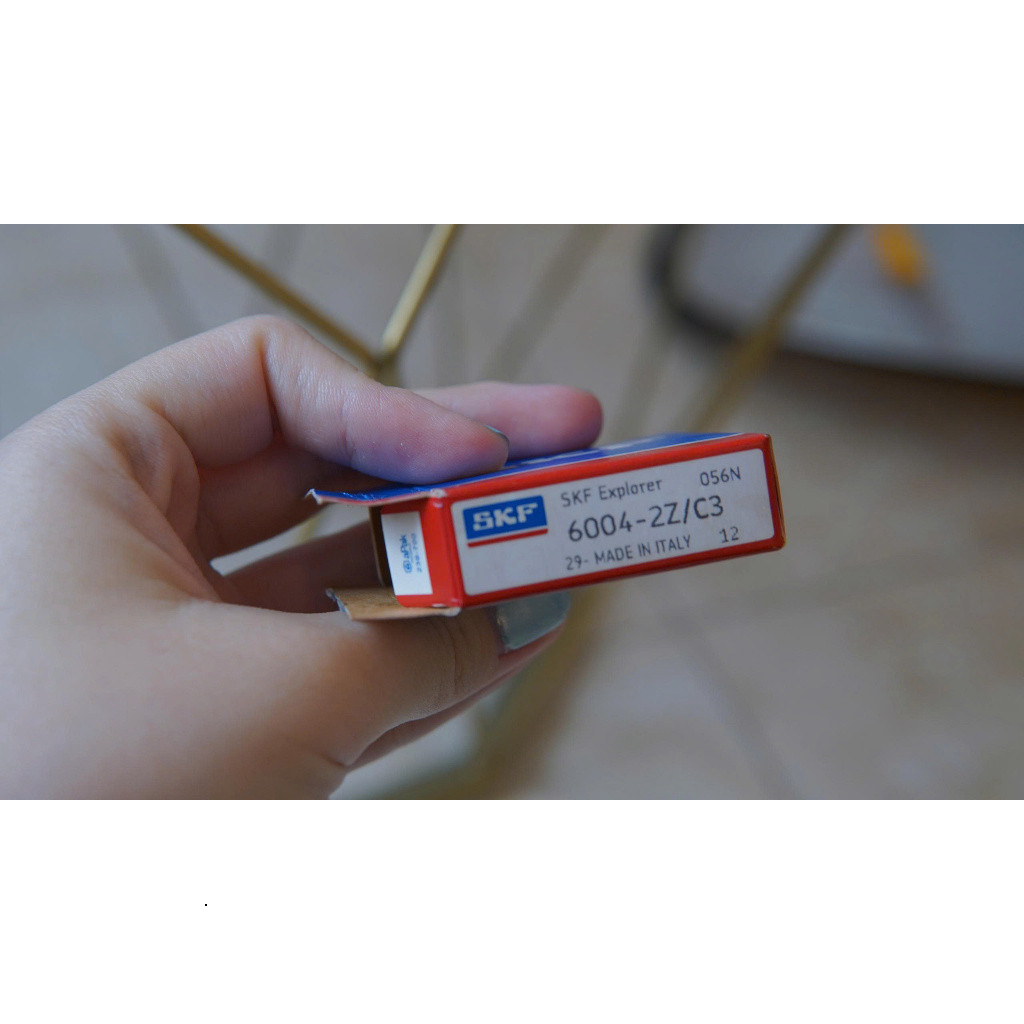 SKF
SKF Explorer 056N
6004-2Z/C3
29- MADE IN ITALY 12